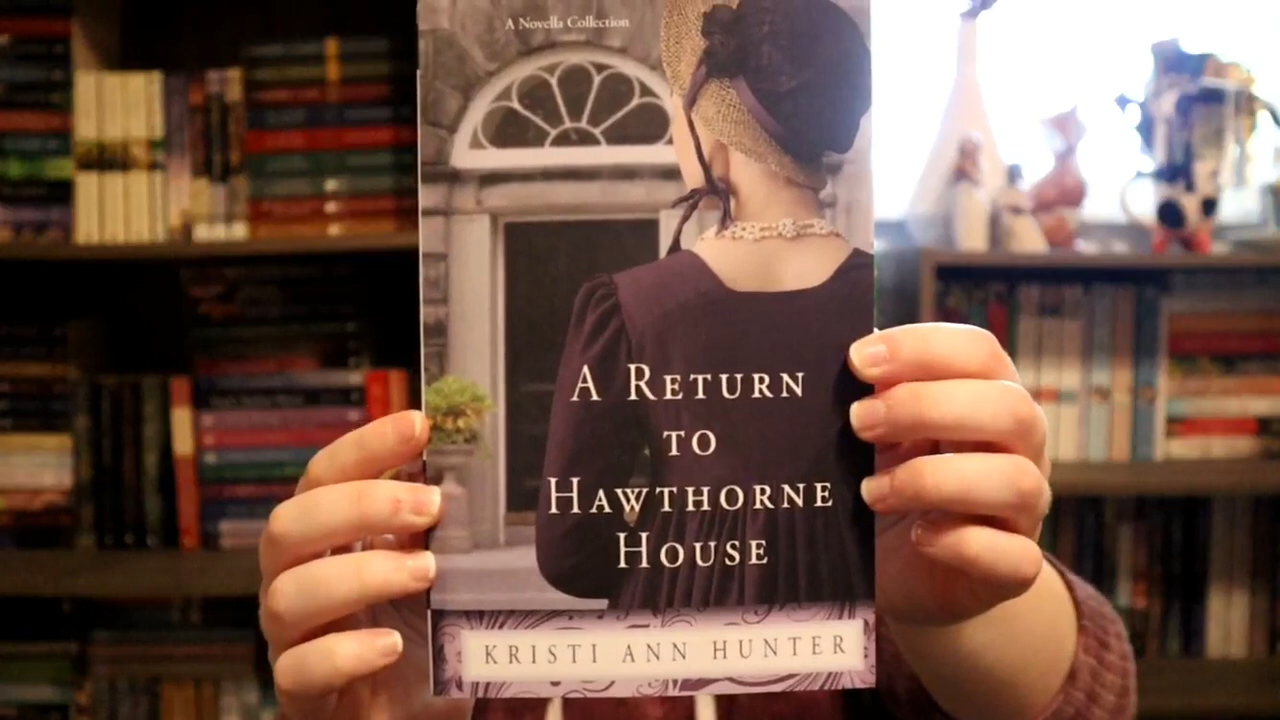 A Novella Collection
A RETURN
TO
HAWTHORNE
HOUSE
KRISTI ANN HUNTER